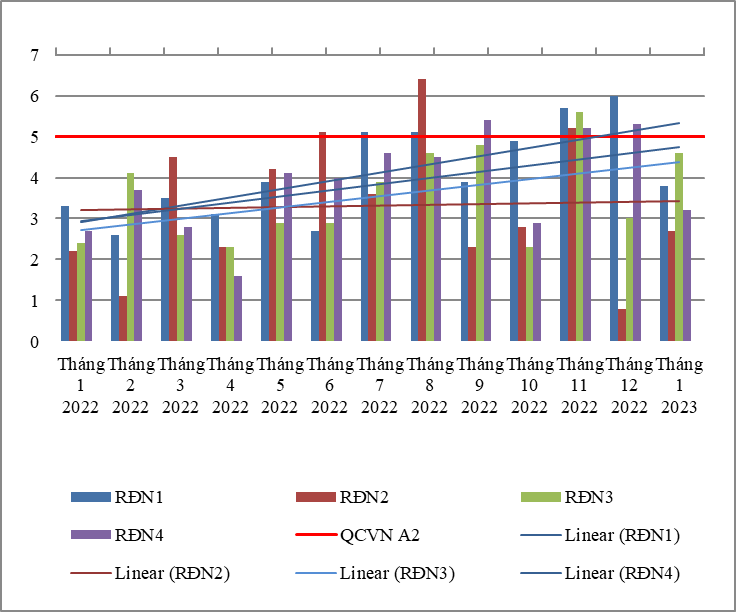 7
6
5
4
3
2
1
0
Tháng Tháng Tháng Tháng Tháng Tháng Tháng Tháng Tháng Tháng Tháng Tháng Tháng
1 2 3 4 5 6 7 8 9 10 11 12 1
2022 2022 2022 2022 2022 2022 2022 2022 2022 2022 2022 2022 2023
RĐN1 RĐN2 RĐN3
RĐN4 QCVN A2 Linear (RĐN1)
Linear (RĐN2) Linear (RĐN3) Linear (RĐN4)